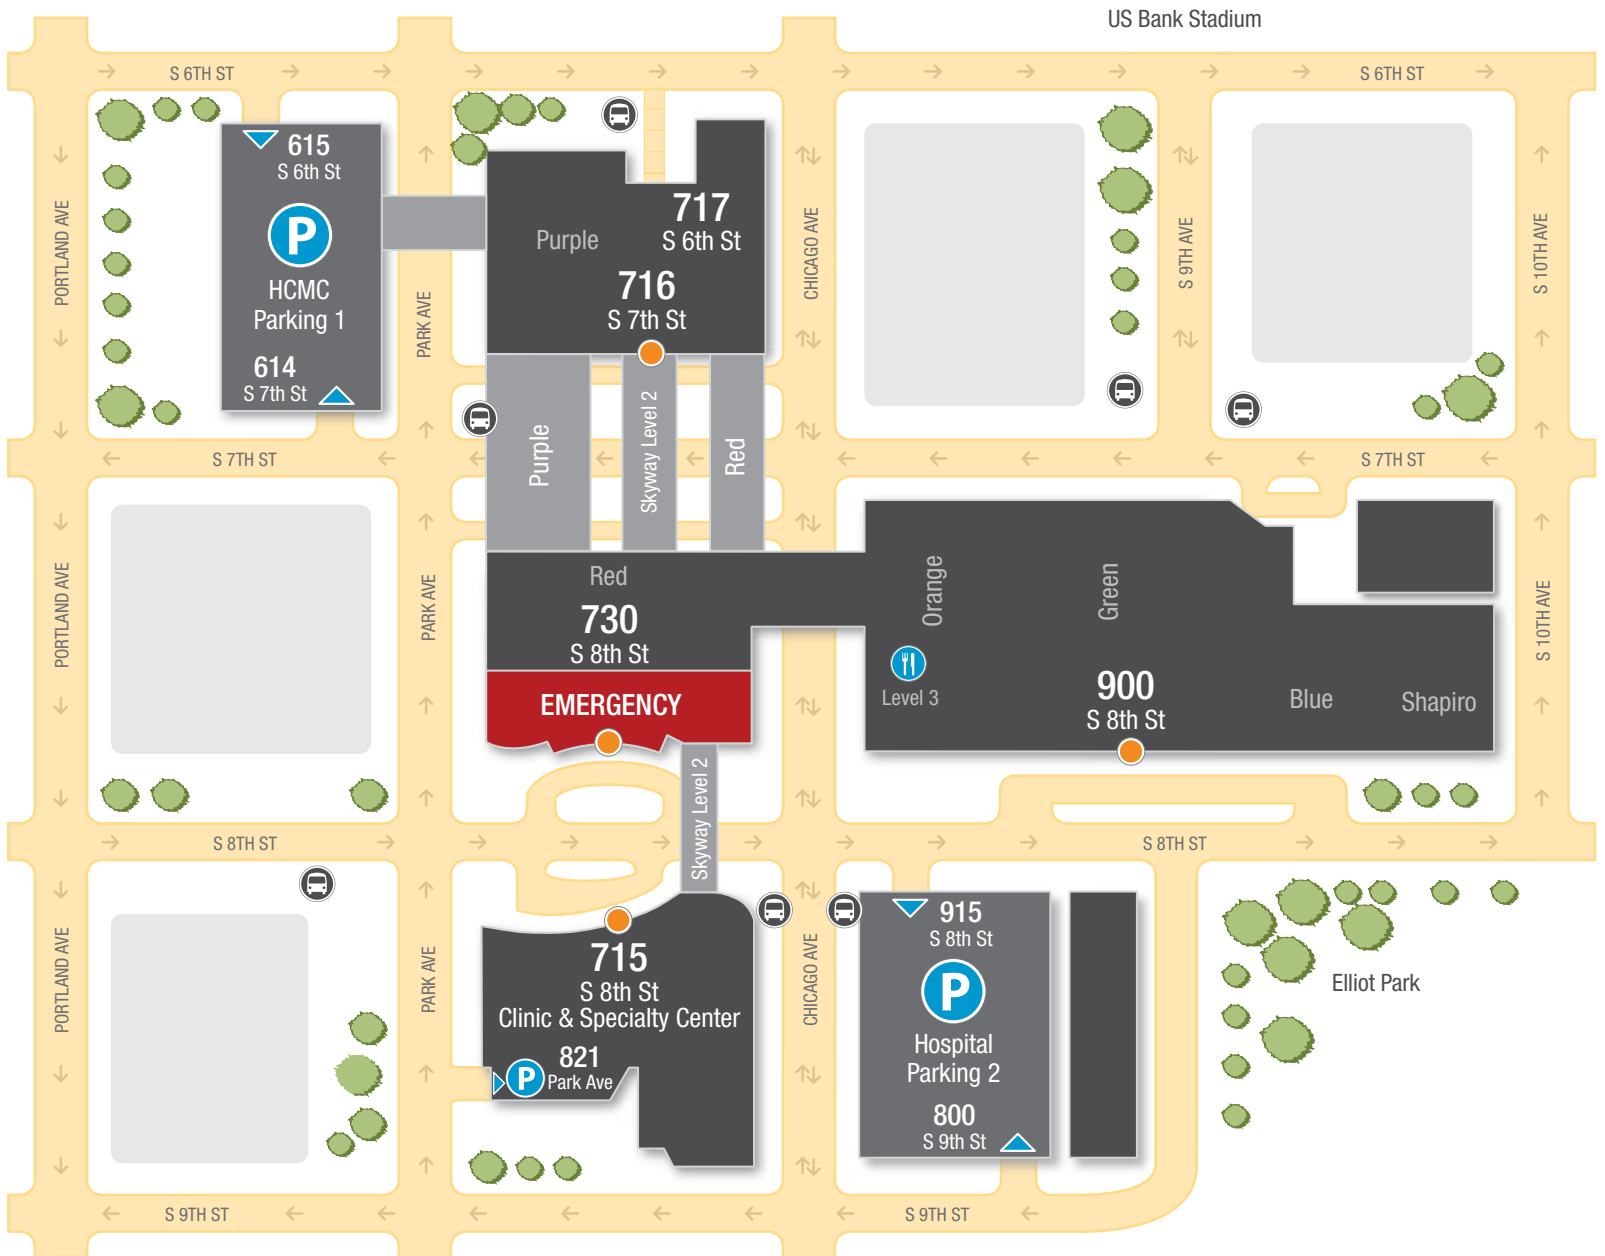 US Bank Stadium
S 6TH ST
S 6TH ST
615
S 6th St
P
HCMC
Parking 1
614
S 7th St
717
S 6th St
Purple
716
S 7th St
PORTLAND AVE
PARK AVE
CHICAGO AVE
S 9TH AVE
S 10TH AVE
Purple
Skyway Level 2
Red
S 7TH ST
S 7TH ST
Red
730
S 8th St
EMERGENCY
Orange
Green
Level 3
900
S 8th St
Blue
Shapiro
PORTLAND AVE
PARK AVE
S 10TH AVE
Skyway Level 2
S 8TH ST
S 8TH ST
715
S 8th St
Clinic & Specialty Center
821
P
Park Ave
915
S 8th St
P
Hospital
Parking 2
800
S 9th St
Elliot Park
PORTLAND AVE
PARK AVE
CHICAGO AVE
S 9TH ST
S 9TH ST